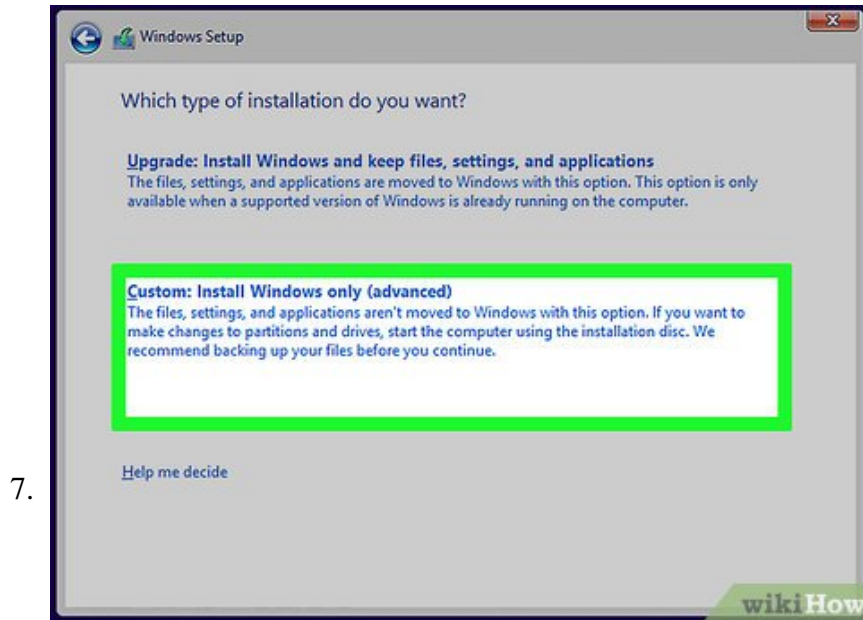 Windows Setup
Which type of installation do you want?
Upgrade: Install Windows and keep files, settings, and applications
The files, settings, and applications are moved to Windows with this option. This option is only
available when a supported version of Windows is already running on the computer.
Custom: Install Windows only (advanced)
The files, settings, and applications aren't moved to Windows with this option. If you want to
make changes to partitions and drives, start the computer using the installation disc. We
recommend backing up your files before you continue.
Help me decide
7.
wikiHow